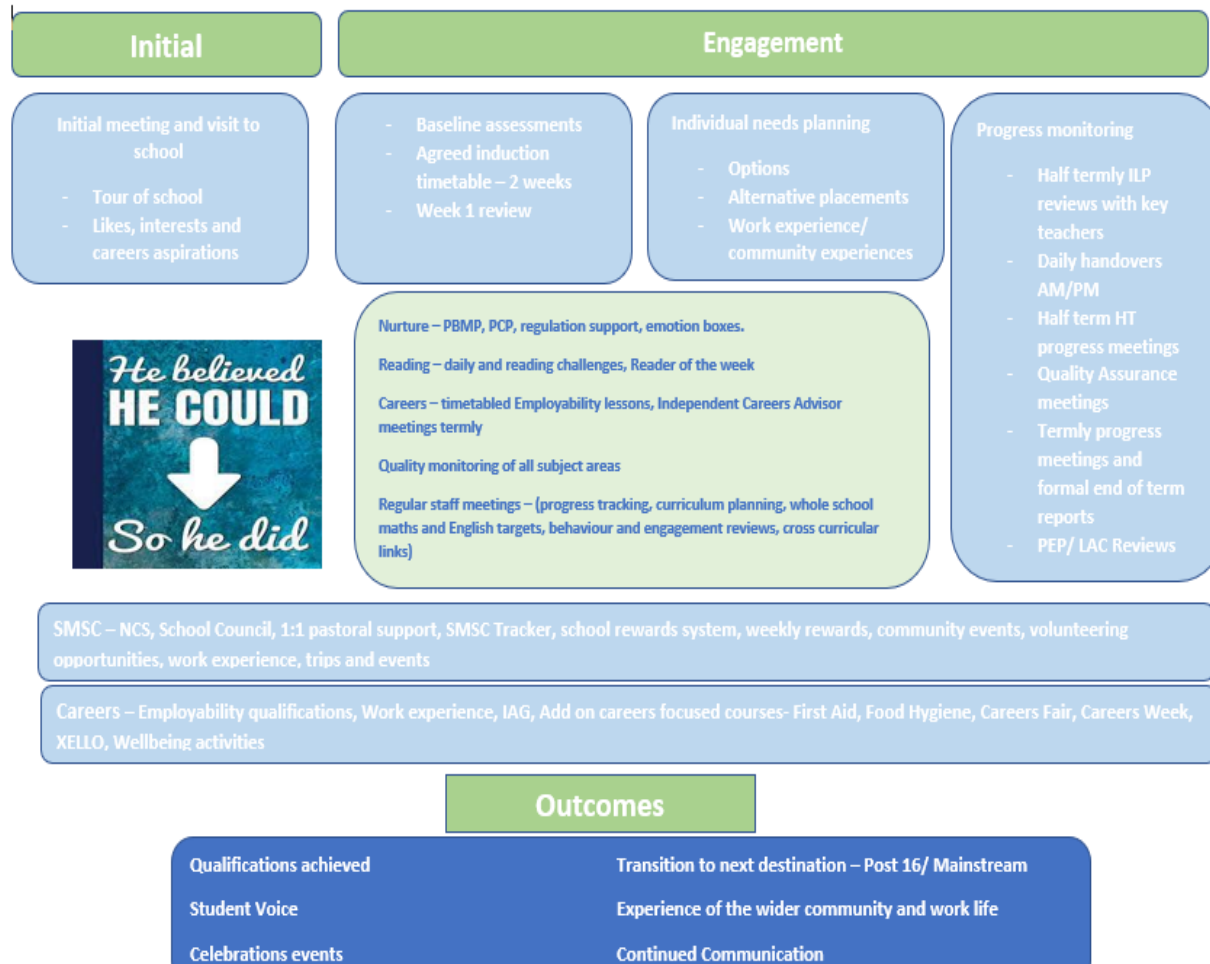 Initial
Engagement
Initial meeting and visit to
school
- Tour of school
- Likes, interests and
careers aspirations
- Baseline assessments
- Agreed induction
timetable – 2 weeks
- Week 1 review
Individual needs planning
- Options
- Alternative placements
- Work experience/
community experiences
Progress monitoring
- Half termly ILP
reviews with key
teachers
- Daily handovers
AM/PM
- Half term HT
progress meetings
- Quality Assurance
meetings
- Termly progress
meetings and
formal end of term
reports
- PEP/ LAC Reviews
He believed
HE COULD
So he did
Nurture – PBMP, PCP, regulation support, emotion boxes.
Reading – daily and reading challenges, Reader of the week
Careers – timetabled Employability lessons, Independent Careers Advisor
meetings termly
Quality monitoring of all subject areas
Regular staff meetings – (progress tracking, curriculum planning, whole school
maths and English targets, behaviour and engagement reviews, cross curricular
links)
SMSC – NCS, School Council, 1:1 pastoral support, SMSC Tracker, school rewards system, weekly rewards, community events, volunteering
opportunities, work experience, trips and events
Careers – Employability qualifications, Work experience, IAG, Add on careers focused courses- First Aid, Food Hygiene, Careers Fair, Careers Week,
XELLO, Wellbeing activities
Outcomes
Qualifications achieved
Transition to next destination – Post 16/ Mainstream
Student Voice
Experience of the wider community and work life
Celebrations events
Continued Communication